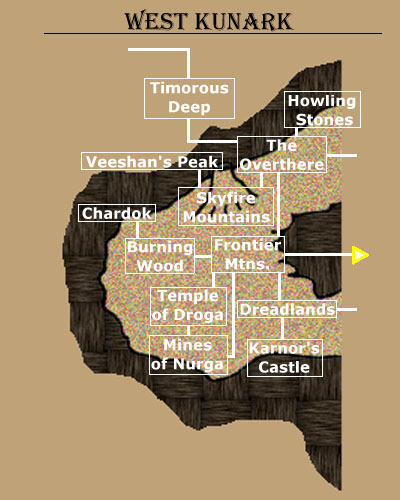 WEST KUNARK
Timorous
Deep
Howling
Stones
The
Overthere
Veeshan's Peak
Skyfire
Mountains
Chardok
Burning
Wood
Frontier
Mtns.
Temple
of Droga
Dreadlands
Mines
of Nurga
Karnor's
Castle